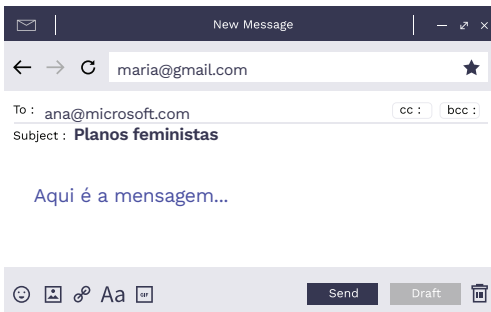 New Message
maria@gmail.com
To : ana@microsoft.com cc : bcc :
Subject : Planos feministas
Aqui é a mensagem...
Aa GIF Send Draft